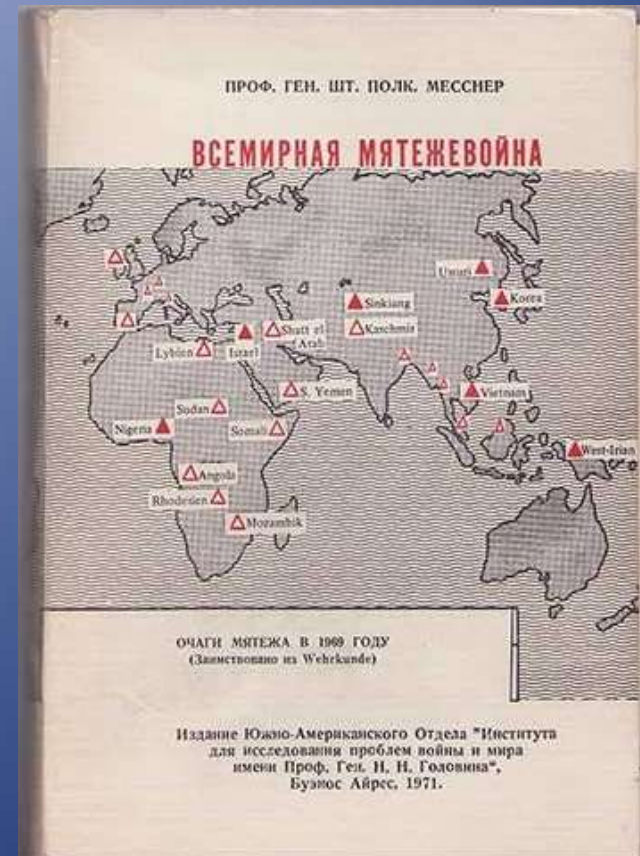 ПРОФ. ГЕН. ШТ. ПОЛК. МЕССНЕР
ВСЕМИРНАЯ МЯТЕЖЕВОЙНА
Ussuri
Sinkiang
Korea
Shatt el
Arab
Kaschmir
Lybien
Israel
S. Yemen
Vietnam
Sudan
Nigeria
Somali
West-Irian
Angola
Rhodesien
Mozambik
ОЧАГИ МЯТЕЖА В 1969 ГОДУ
(Заимствовано из Wehrkunde)
Издание Южно-Американского Отдела "Института
для исследования проблем войны и мира
имени Проф. Ген. Н. Н. Головина",
Буэнос Айрес, 1971.